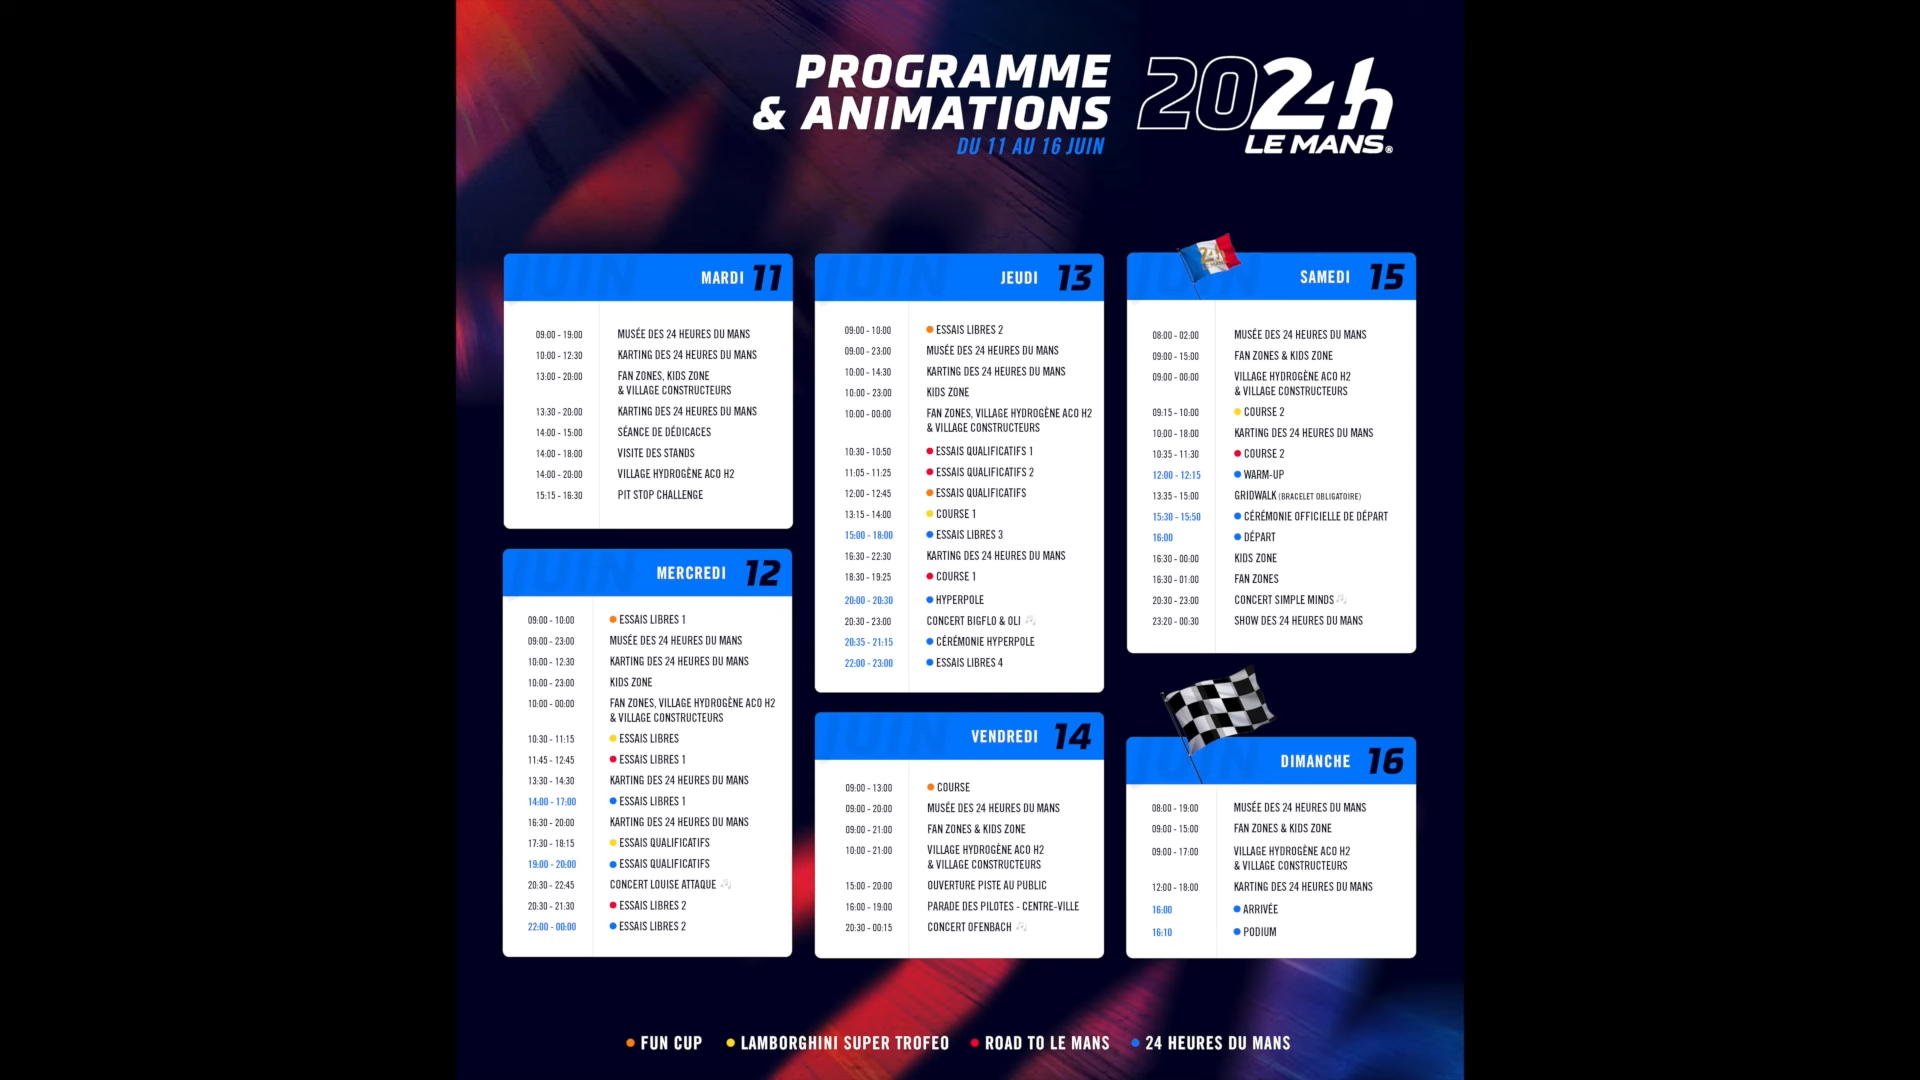 PROGRAMME
& ANIMATIONS
DU 11 AU 16 JUIN
2024h
LE MANS®
JUIN
MARDI 11
09:00 - 19:00 MUSÉE DES 24 HEURES DU MANS
10:00 - 12:30 KARTING DES 24 HEURES DU MANS
13:00 - 20:00 FAN ZONES, KIDS ZONE
& VILLAGE CONSTRUCTEURS
13:30 - 20:00 KARTING DES 24 HEURES DU MANS
14:00 - 15:00 SÉANCE DE DÉDICACES
14:00 - 18:00 VISITE DES STANDS
14:00 - 20:00 VILLAGE HYDROGÈNE ACO H2
15:15 - 16:30 PIT STOP CHALLENGE
JUIN
MERCREDI 12
09:00 - 10:00 ESSAIS LIBRES 1
09:00 - 23:00 MUSÉE DES 24 HEURES DU MANS
10:00 - 12:30 KARTING DES 24 HEURES DU MANS
10:00 - 23:00 KIDS ZONE
10:00 - 00:00 FAN ZONES, VILLAGE HYDROGÈNE ACO H2
& VILLAGE CONSTRUCTEURS
10:30 - 11:15 ESSAIS LIBRES
11:45 - 12:45 ESSAIS LIBRES 1
13:30 - 14:30 KARTING DES 24 HEURES DU MANS
14:00 - 17:00 ESSAIS LIBRES 1
16:30 - 20:00 KARTING DES 24 HEURES DU MANS
17:30 - 18:15 ESSAIS QUALIFICATIFS
19:00 - 20:00 ESSAIS QUALIFICATIFS
20:30 - 22:45 CONCERT LOUISE ATTAQUE
20:30 - 21:30 ESSAIS LIBRES 2
22:00 - 00:00 ESSAIS LIBRES 2
JUIN
JEUDI 13
09:00 - 10:00 ESSAIS LIBRES 2
09:00 - 23:00 MUSÉE DES 24 HEURES DU MANS
10:00 - 14:30 KARTING DES 24 HEURES DU MANS
10:00 - 23:00 KIDS ZONE
10:00 - 00:00 FAN ZONES, VILLAGE HYDROGÈNE ACO H2
& VILLAGE CONSTRUCTEURS
10:30 - 10:50 ESSAIS QUALIFICATIFS 1
11:05 - 11:25 ESSAIS QUALIFICATIFS 2
12:00 - 12:45 ESSAIS QUALIFICATIFS
13:15 - 14:00 COURSE 1
15:00 - 18:00 ESSAIS LIBRES 3
16:30 - 22:30 KARTING DES 24 HEURES DU MANS
18:30 - 19:25 COURSE 1
20:00 - 20:30 HYPERPOLE
20:30 - 23:00 CONCERT BIGFLO & OLI
20:35 - 21:15 CÉRÉMONIE HYPERPOLE
22:00 - 23:00 ESSAIS LIBRES 4
JUIN
VENDREDI 14
09:00 - 13:00 COURSE
09:00 - 20:00 MUSÉE DES 24 HEURES DU MANS
09:00 - 21:00 FAN ZONES & KIDS ZONE
10:00 - 21:00 VILLAGE HYDROGÈNE ACO H2
& VILLAGE CONSTRUCTEURS
15:00 - 20:00 OUVERTURE PISTE AU PUBLIC
16:00 - 19:00 PARADE DES PILOTES - CENTRE-VILLE
20:30 - 00:15 CONCERT OFENBACH
24h
JUIN
SAMEDI 15
08:00 - 02:00 MUSÉE DES 24 HEURES DU MANS
09:00 - 15:00 FAN ZONES & KIDS ZONE
09:00 - 00:00 VILLAGE HYDROGÈNE ACO H2
& VILLAGE CONSTRUCTEURS
09:15 - 10:00 COURSE 2
10:00 - 18:00 KARTING DES 24 HEURES DU MANS
10:35 - 11:30 COURSE 2
12:00 - 12:15 WARM-UP
13:35 - 15:00 GRIDWALK (BRACELET OBLIGATOIRE)
15:30 - 15:50 CÉRÉMONIE OFFICIELLE DE DÉPART
16:00 DÉPART
16:30 - 00:00 KIDS ZONE
16:30 - 01:00 FAN ZONES
20:30 - 23:00 CONCERT SIMPLE MINDS
23:20 - 00:30 SHOW DES 24 HEURES DU MANS
JUIN
DIMANCHE 16
08:00 - 19:00 MUSÉE DES 24 HEURES DU MANS
09:00 - 15:00 FAN ZONES & KIDS ZONE
09:00 - 17:00 VILLAGE HYDROGÈNE ACO H2
& VILLAGE CONSTRUCTEURS
12:00 - 18:00 KARTING DES 24 HEURES DU MANS
16:00 ARRIVÉE
16:10 PODIUM
FUN CUP LAMBORGHINI SUPER TROFEO ROAD TO LE MANS 24 HEURES DU MANS